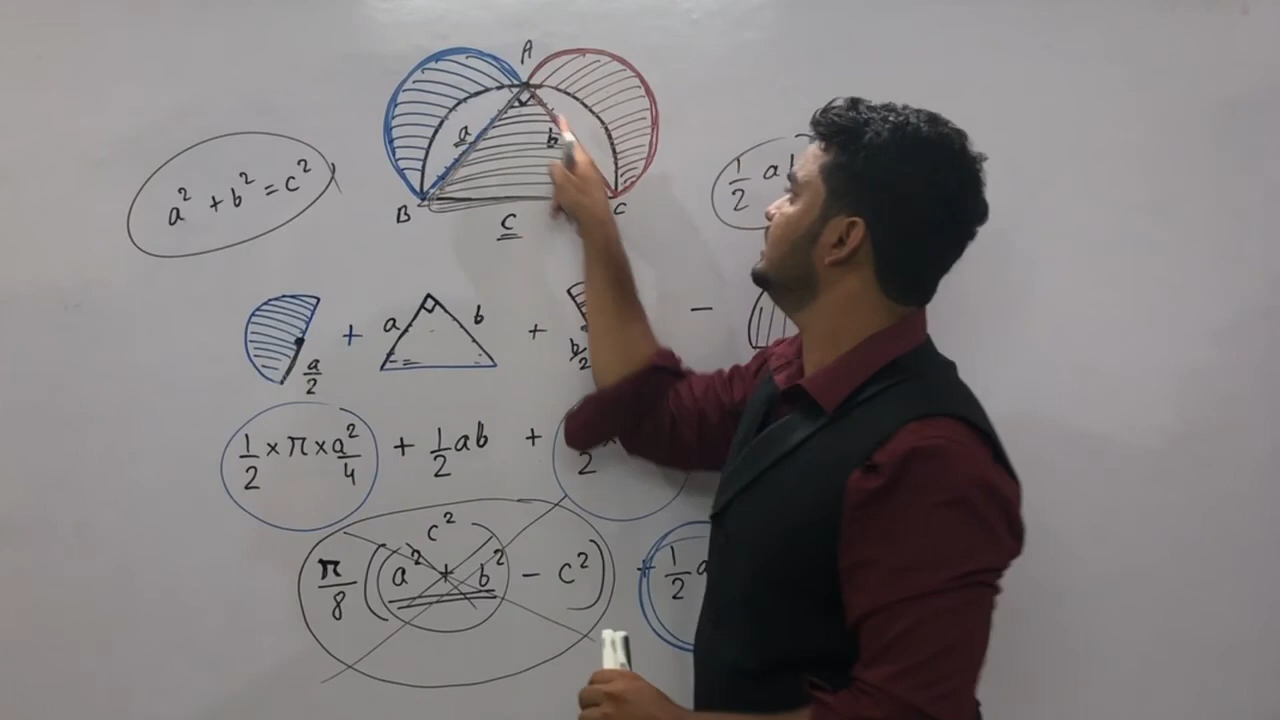 A
a
b
B
C
c
a² + b² = c²
1/2 a
a/2
+
a
b
+
b/2
-
1/2 × π × a²/4 + 1/2 ab + 2
c²
π/8 ((a² + b²) - c²) + 1/2 a